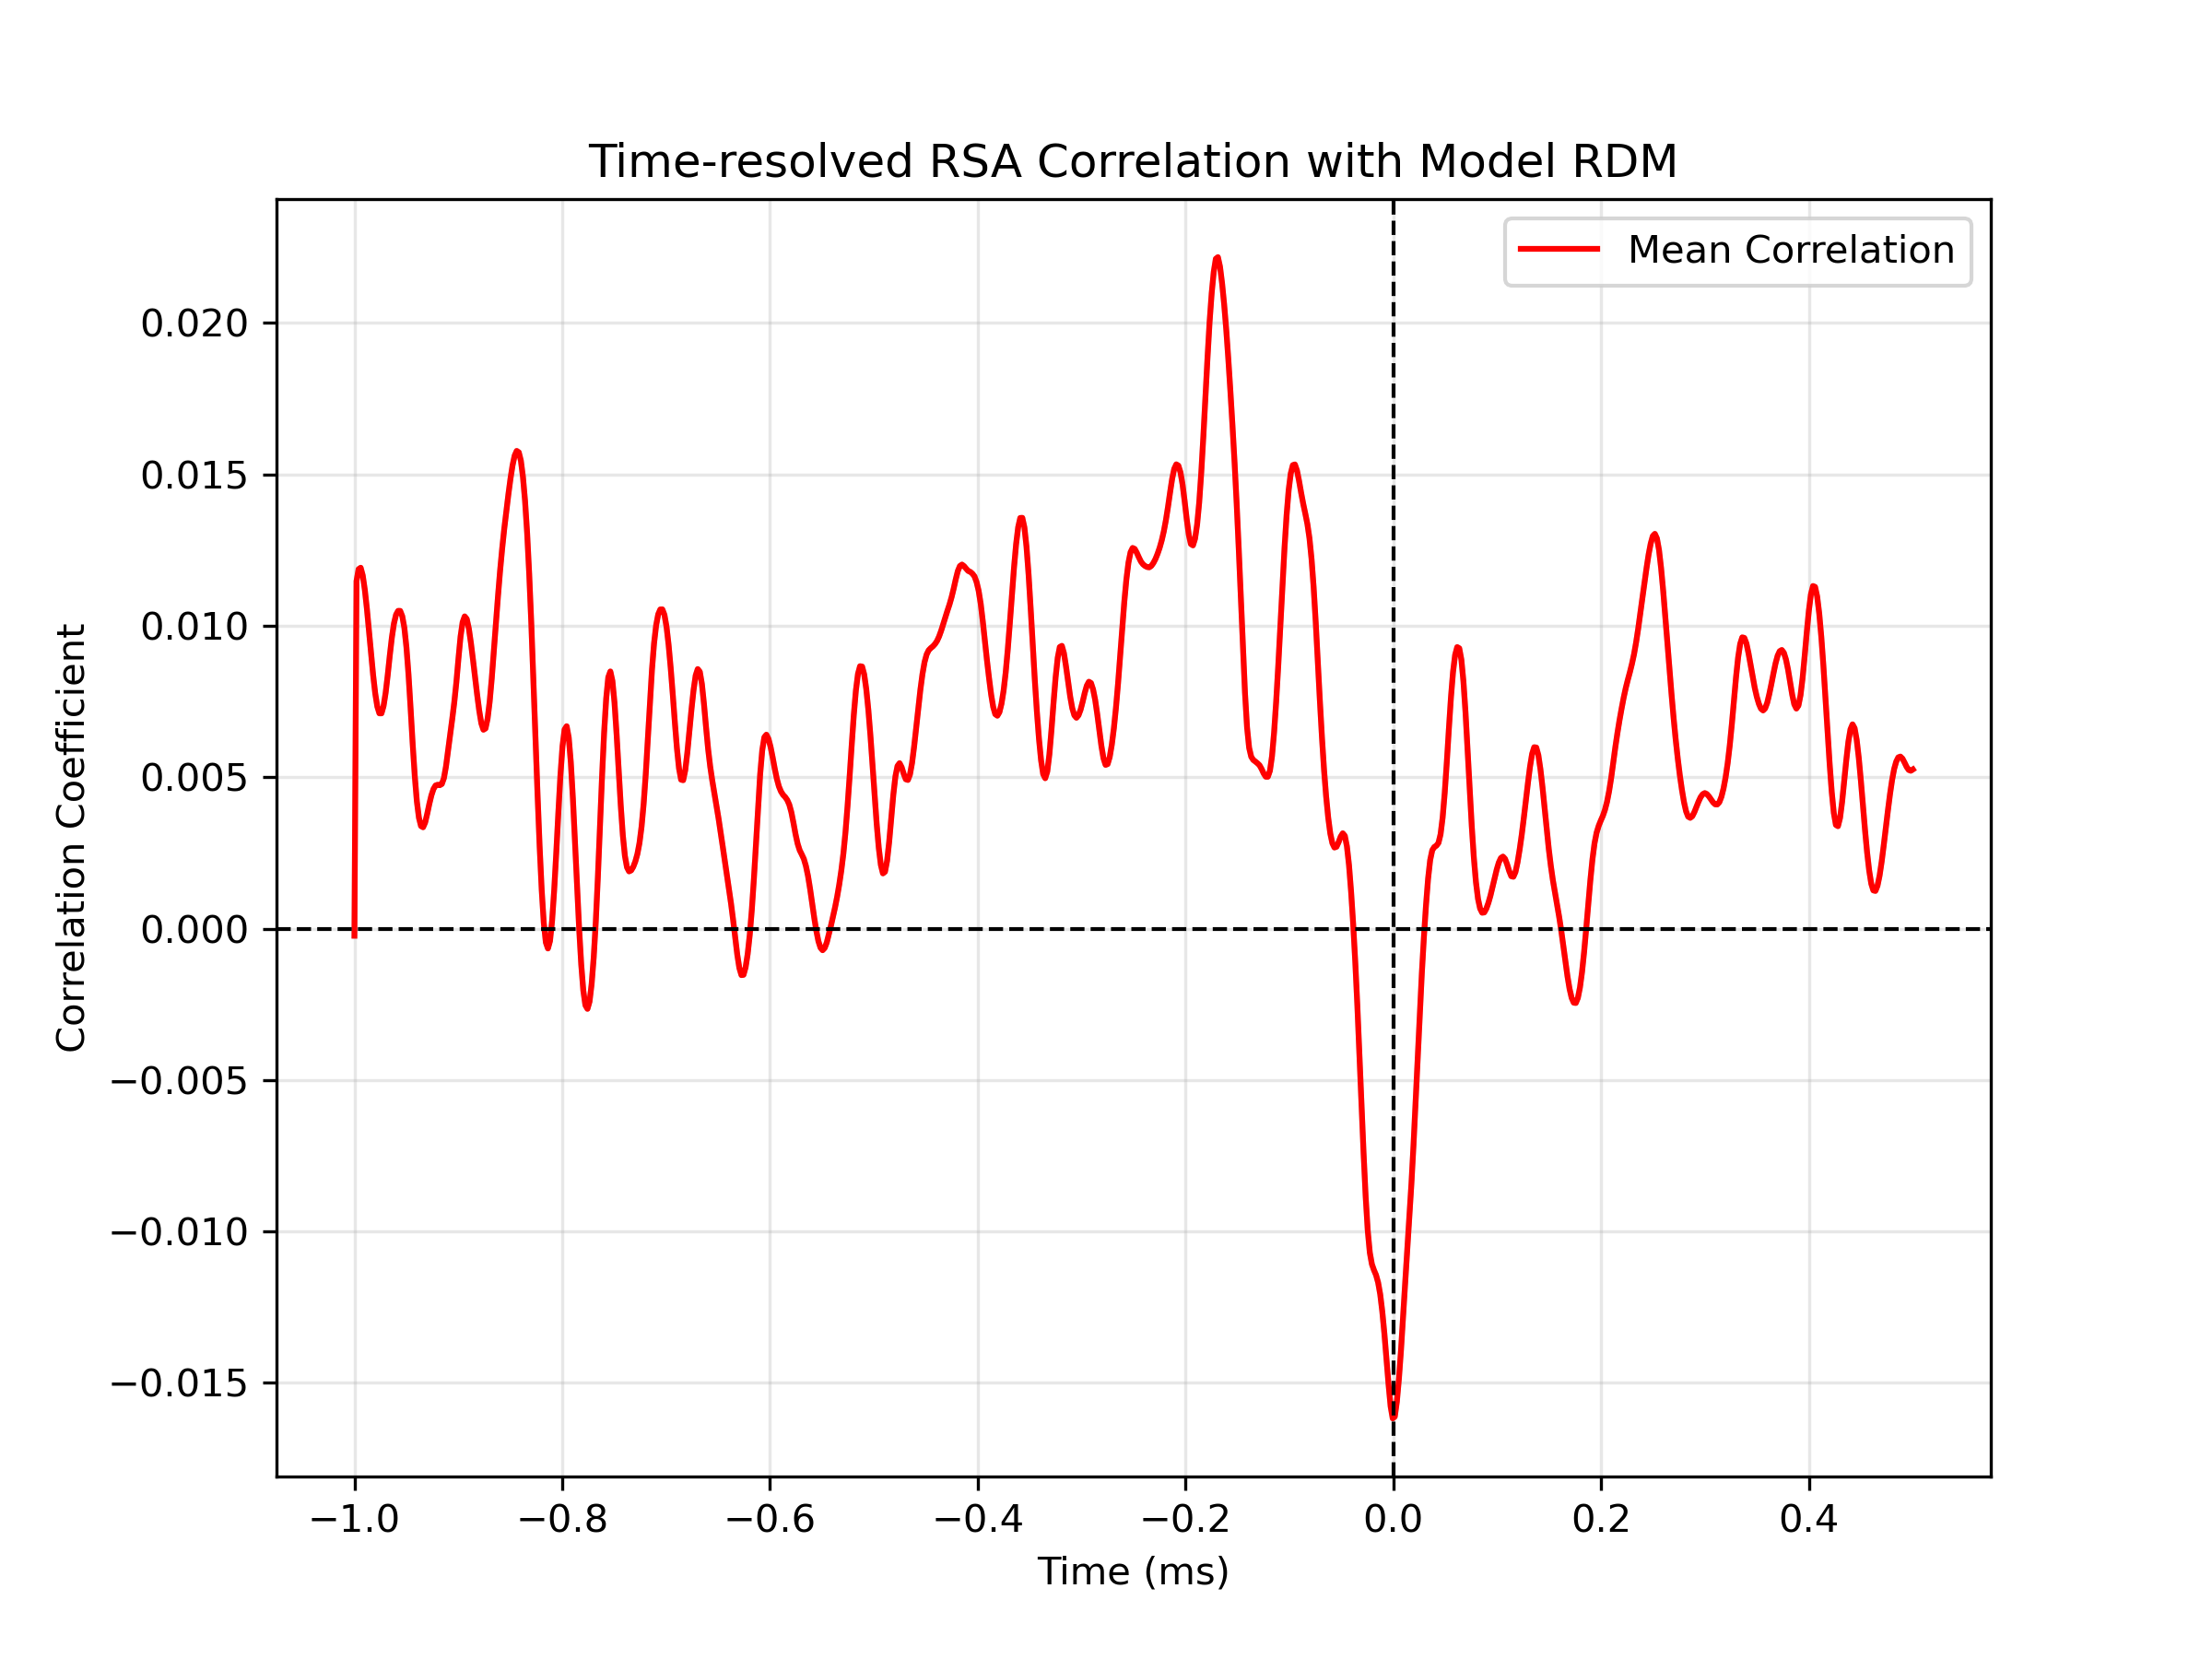 Time-resolved RSA Correlation with Model RDM
Mean Correlation
Correlation Coefficient
0.020
0.015
0.010
0.005
0.000
−0.005
−0.010
−0.015
−1.0 −0.8 −0.6 −0.4 −0.2 0.0 0.2 0.4
Time (ms)